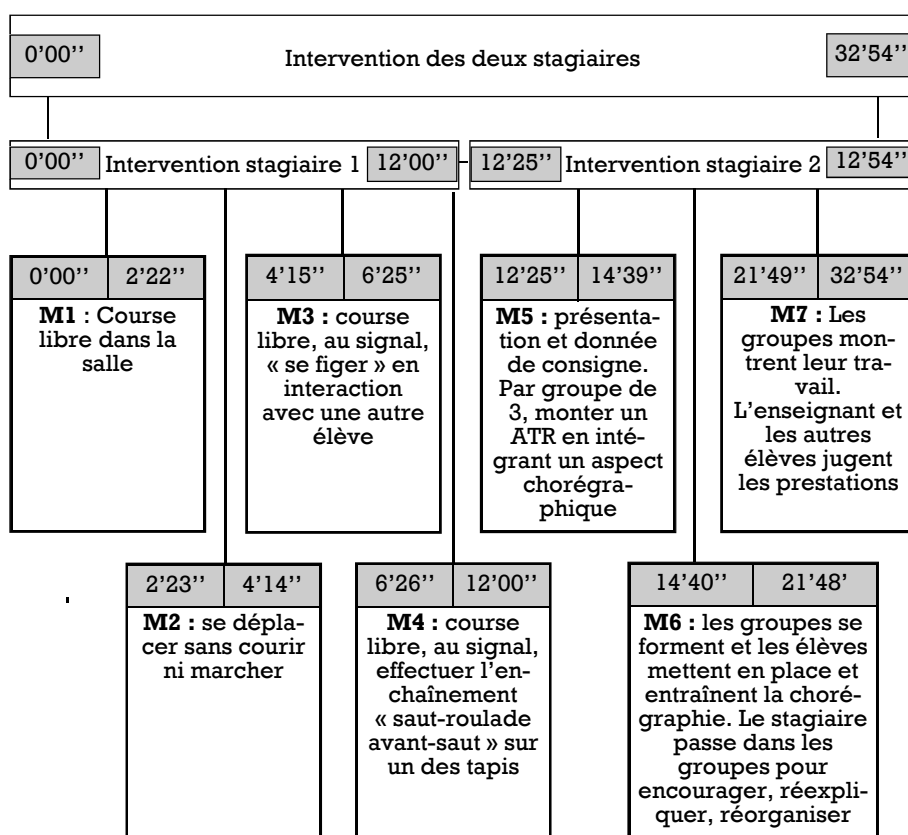 0’00’’ Intervention des deux stagiaires 32’54’’
0’00’’ Intervention stagiaire 1 12’00’’ 12’25’’ Intervention stagiaire 2 12’54’’
0’00’’ 2’22’’
M1 : Course
libre dans la
salle
4’15’’ 6’25’’
M3 : course
libre, au signal,
« se figer » en
interaction
avec une autre
élève
12’25’’ 14’39’’
M5 : présenta-
tion et donnée
de consigne.
Par groupe de
3, monter un
ATR en inté-
grant un aspect
chorégra-
phique
21’49’’ 32’54’’
M7 : Les
groupes mon-
trent leur tra-
vail.
L’enseignant et
les autres
élèves jugent
les prestations
2’23’’ 4’14’’
M2 : se dépla-
cer sans courir
ni marcher
6’26’’ 12’00’’
M4 : course
libre, au signal,
effectuer l’en-
chaînement
« saut-roulade
avant-saut » sur
un des tapis
14’40’’ 21’48’
M6 : les groupes se
forment et les élèves
mettent en place et
entraînent la choré-
graphie. Le stagiaire
passe dans les
groupes pour
encourager, réexpli-
quer, réorganiser